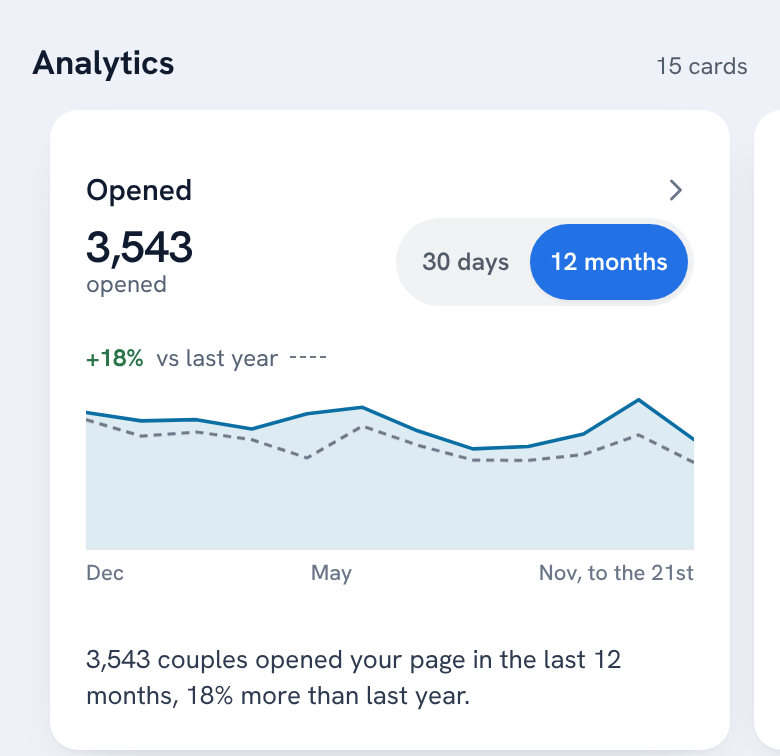 Analytics
15 cards
Opened
3,543
opened
30 days
12 months
+18% vs last year
Dec
May
Nov, to the 21st
3,543 couples opened your page in the last 12
months, 18% more than last year.